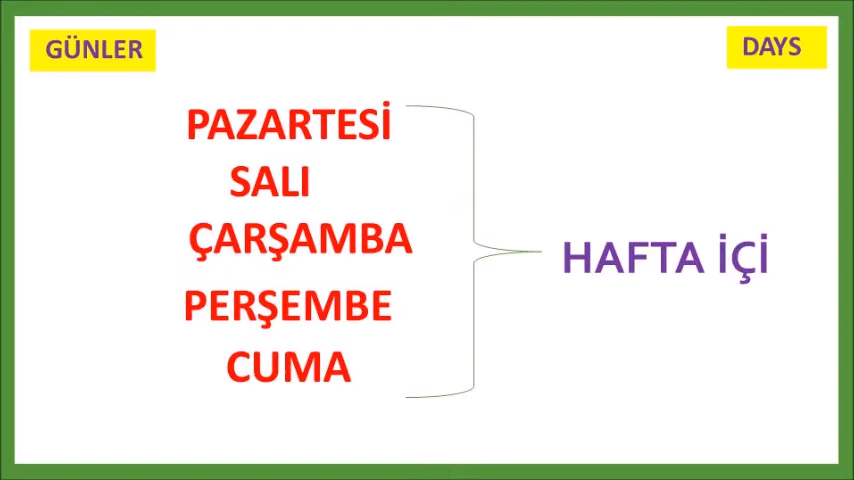 GÜNLER
DAYS
PAZARTESİ
SALI
ÇARŞAMBA
PERŞEMBE
CUMA
HAFTA İÇİ